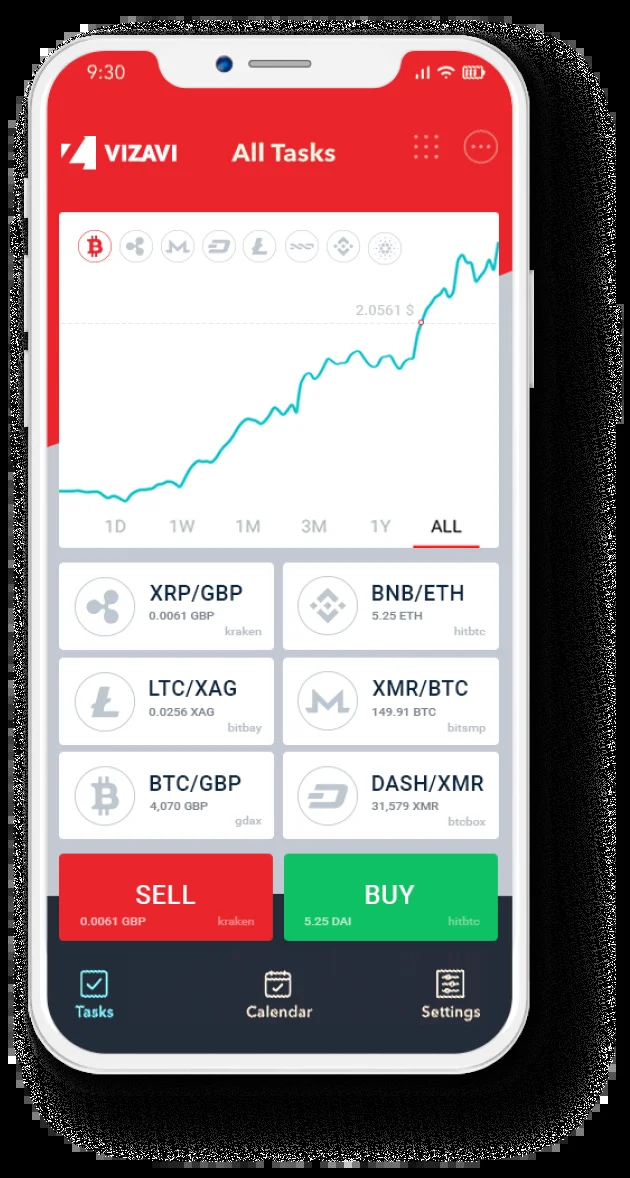 9:30
VIZAVI
All Tasks
2.0561 $
1D 1W 1M 3M 1Y ALL
XRP/GBP
0.0061 GBP
kraken
BNB/ETH
5.25 ETH
hitbtc
LTC/XAG
0.0256 XAG
bitbay
XMR/BTC
149.91 BTC
bitsmp
BTC/GBP
4,070 GBP
gdax
DASH/XMR
31,579 XMR
btcbox
SELL
0.0061 GBP kraken
BUY
5.25 DAI hitbtc
Tasks Calendar Settings